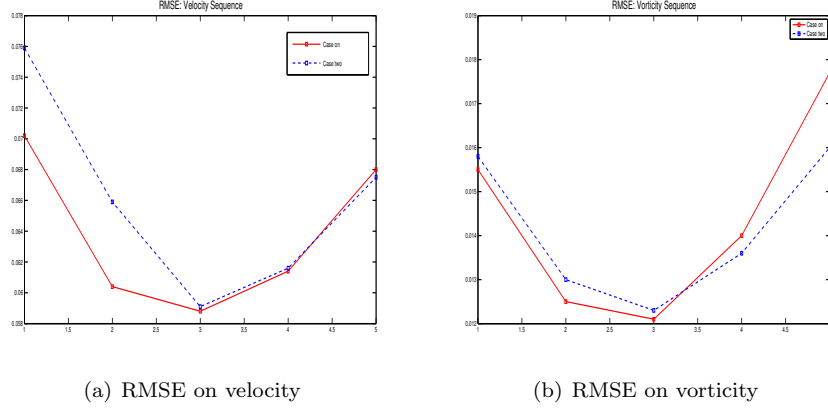 RMSE: Velocity Sequence
0.078
0.076
0.074
0.072
0.07
0.068
0.066
0.064
0.062
0.06
0.058
1 1.5 2 2.5 3 3.5 4 4.5 5
Case on
Case two
(a) RMSE on velocity
RMSE: Vorticity Sequence
0.019
0.018
0.017
0.016
0.015
0.014
0.013
0.012
1 1.5 2 2.5 3 3.5 4 4.5
Case on
Case two
(b) RMSE on vorticity